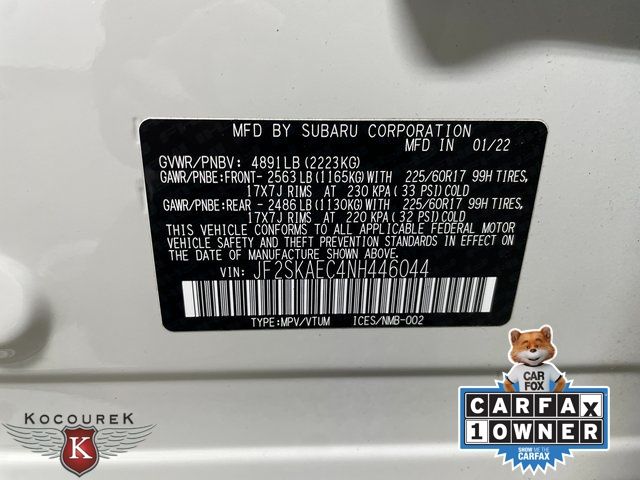 MFD BY SUBARU CORPORATION
MFD IN 01/22
GVWR/PNBV: 4891LB (2223KG)
GAWR/PNBE:FRONT- 2563LB (1165KG) WITH 225/60R17 99H TIRES,
17X7J RIMS AT 230 KPA (33 PSI) COLD
GAWR/PNBE:REAR - 2486LB (1130KG) WITH 225/60R17 99H TIRES,
17X7J RIMS AT 220 KPA (32 PSI) COLD
THIS VEHICLE CONFORMS TO ALL APPLICABLE FEDERAL MOTOR
VEHICLE SAFETY AND THEFT PREVENTION STANDARDS IN EFFECT ON
THE DATE OF MANUFACTURE SHOWN ABOVE.
VIN: JF2SKAEC4NH446044
TYPE:MPV/VTUM ICES/NMB-002
KOCOUREK
K
CAR
FOX
CARFAX
1 OWNER
SHOW ME THE
CARFAX